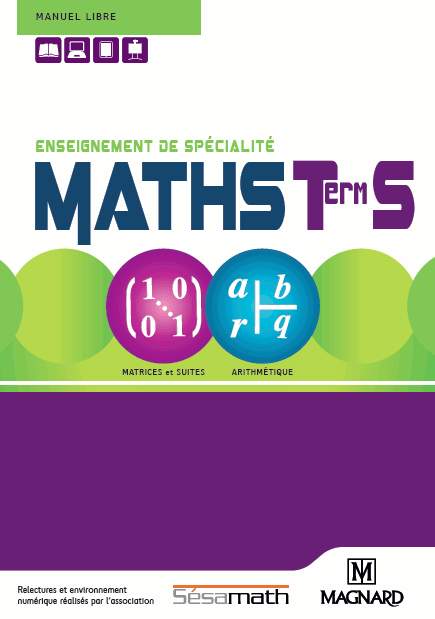 MANUEL LIBRE
ENSEIGNEMENT DE SPÉCIALITÉ
MATHS Term S
1 0
0 1
a b
r q
MATRICES et SUITES ARITHMÉTIQUE
Relectures et environnement
numérique réalisés par l'association
Sésamath
M
MAGNARD